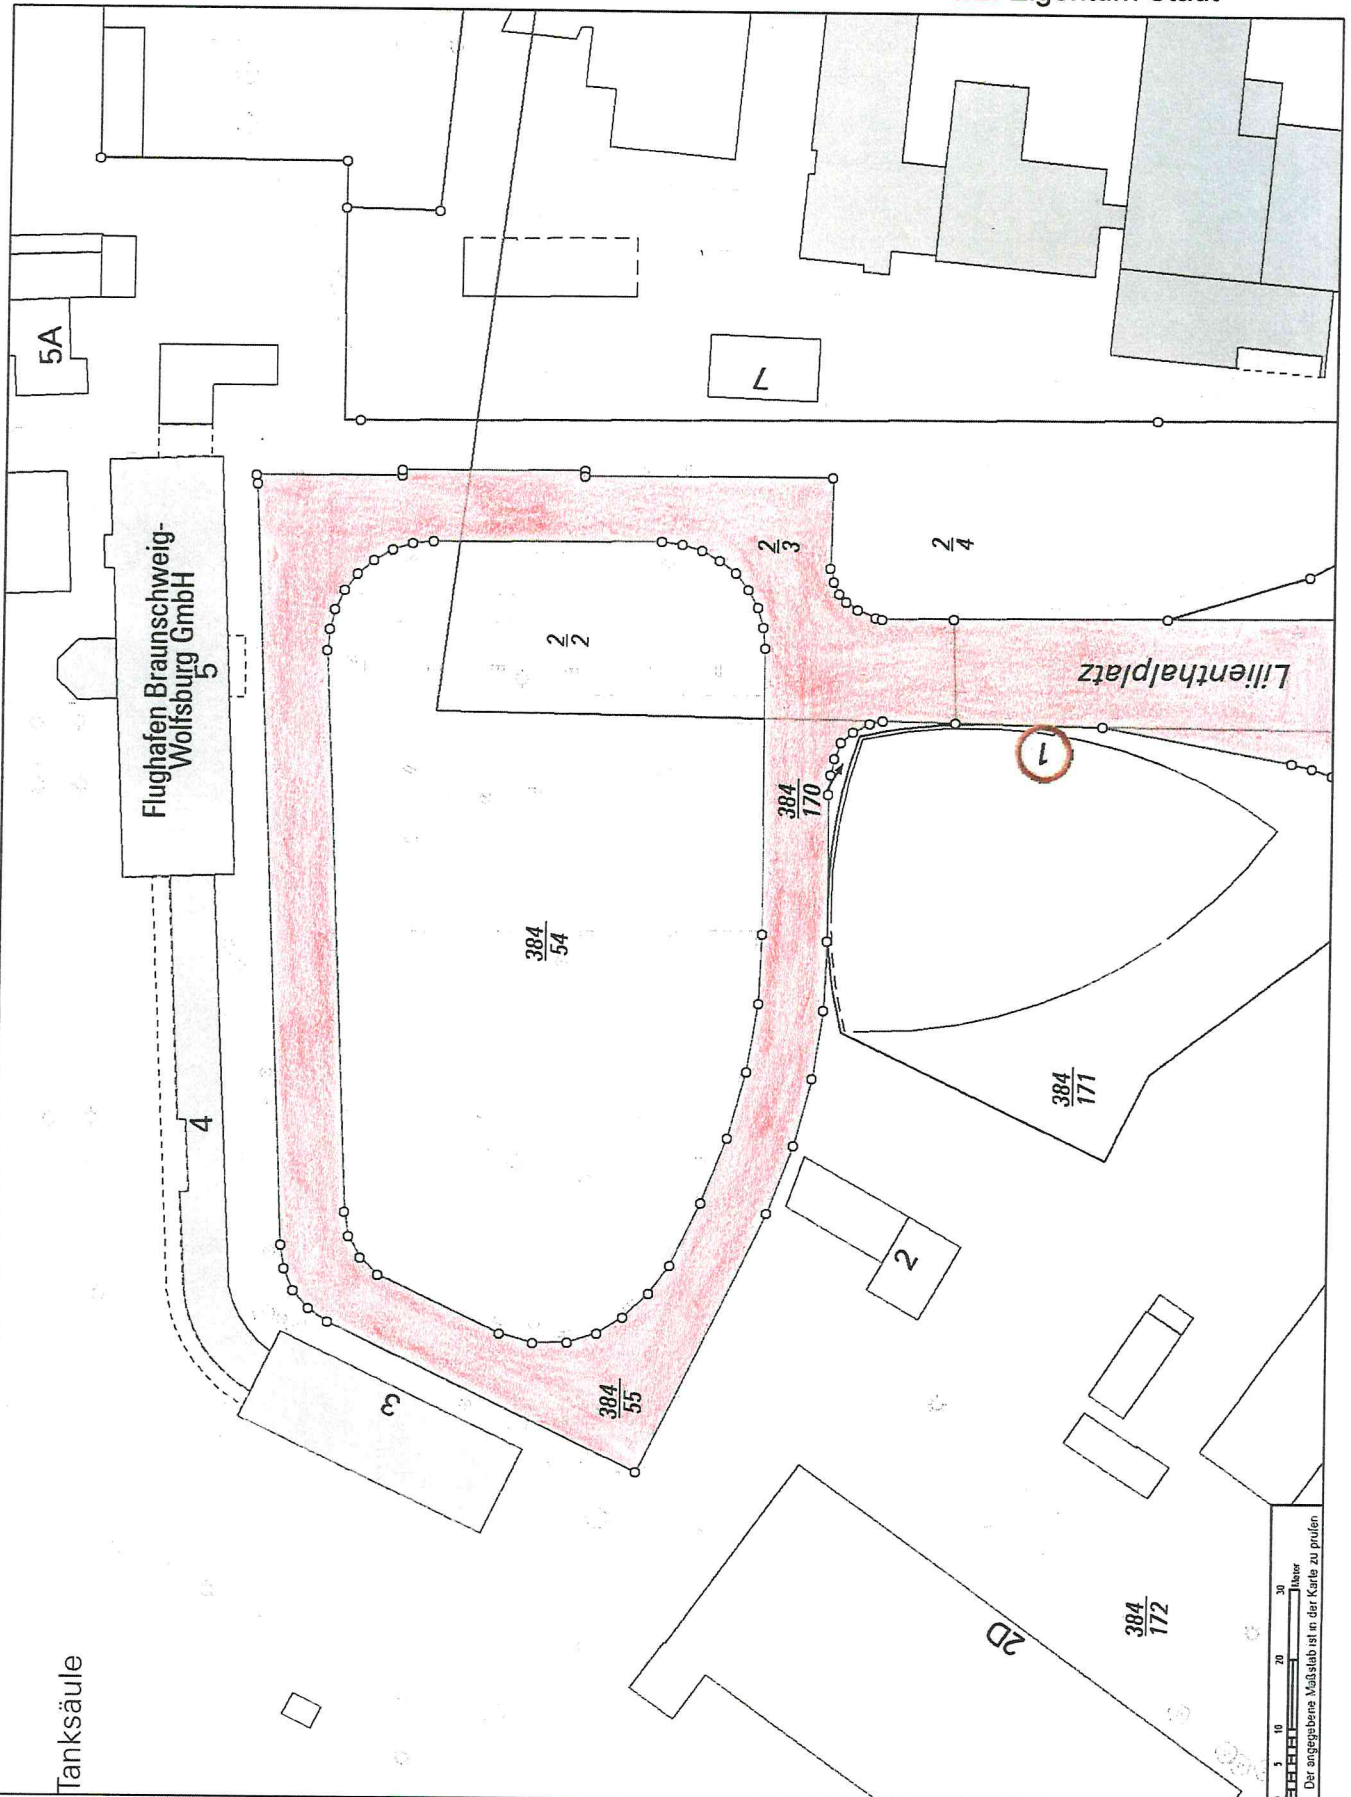 Eigentum Stadt
5A
Flughafen Braunschweig-
Wolfsburg GmbH
5
7
2
3
2
4
2
2
Lilienthalplatz
1
384
170
384
54
384
171
4
2
3
384
55
2D
384
172
Tanksäule
5
10
20
30
Meter
Der angegebene Maßstab ist in der Karte zu prüfen